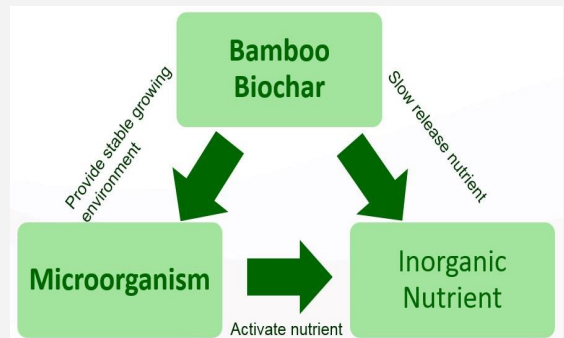 Bamboo
Biochar
Provide stable growing
environment
Slow release nutrient
Microorganism
Inorganic
Nutrient
Activate nutrient